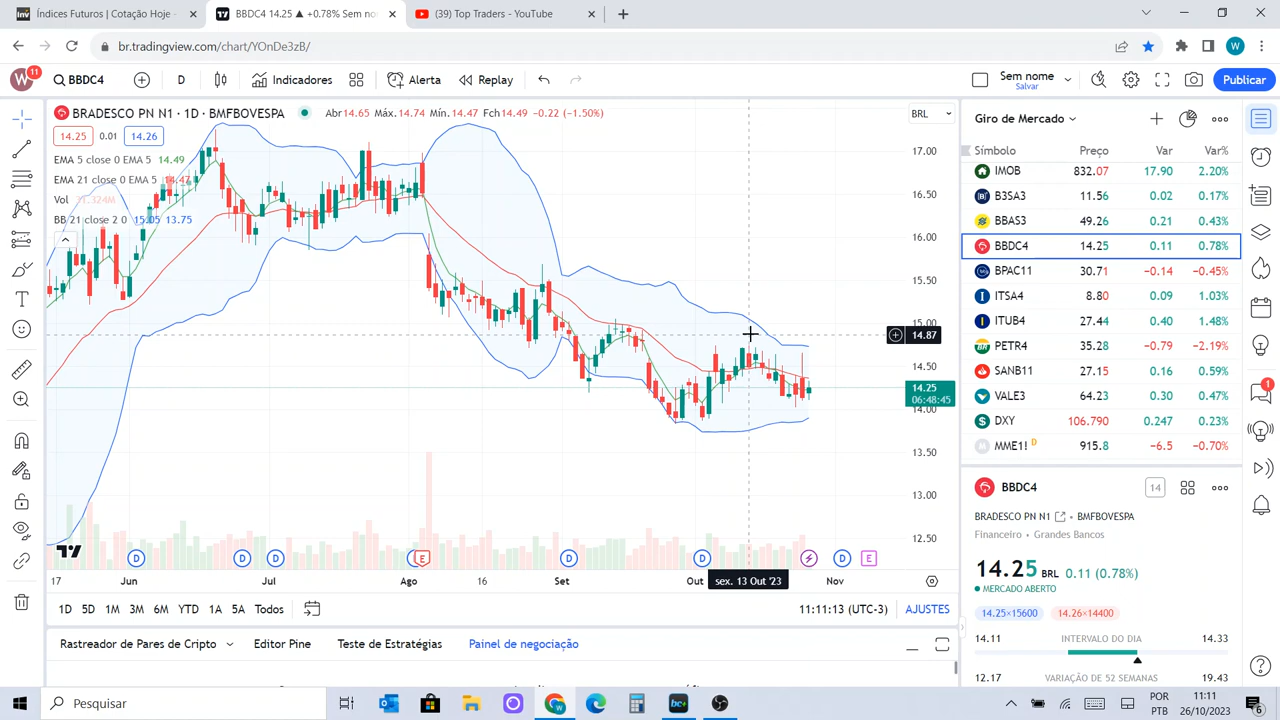 Índices Futuros | Cotação Hoje -
BBDC4 14.25 ▲ +0.78% Sem no
(39) Top Traders - YouTube
br.tradingview.com/chart/YOnDe3zB/
W
W
11
BBDC4
D
Indicadores
Alerta
Replay
Sem nome
Salvar
Publicar
BRADESCO PN N1 · 1D · BMFBOVESPA
Abr14.65 Máx.14.74 Mín.14.47 Fch14.49 −0.22 (−1.50%)
BRL
14.25 0.01 14.26
EMA 5 close 0 EMA 5 14.49
EMA 21 close 0 EMA 5 14.47
Vol
BB 21 close 2 0 15.05 13.75
17.00
16.50
16.00
15.50
15.00
14.87
14.50
14.25
06:48:45
14.00
13.50
13.00
12.50
D D D E D D D E
17 Jun Jul Ago 16 Set Out sex. 13 Out '23 Nov
1D 5D 1M 3M 6M YTD 1A 5A Todos
11:11:13 (UTC-3) AJUSTES
Rastreador de Pares de Cripto
Editor Pine
Teste de Estratégias
Painel de negociação
Giro de Mercado
Símbolo Preço Var Var%
IMOB 832.07 17.90 2.20%
B3SA3 11.56 0.02 0.17%
BBAS3 49.26 0.21 0.43%
BBDC4 14.25 0.11 0.78%
BPAC11 30.71 −0.14 −0.45%
ITSA4 8.80 0.09 1.03%
ITUB4 27.44 0.40 1.48%
PETR4 35.28 −0.79 −2.19%
SANB11 27.15 0.16 0.59%
VALE3 64.23 0.30 0.47%
DXY 106.790 0.247 0.23%
MME1! D 915.8 −6.5 −0.70%
BBDC4
14
BRADESCO PN N1 • BMFBOVESPA
Financeiro • Grandes Bancos
14.25 BRL 0.11 (0.78%)
MERCADO ABERTO
14.25×15600 14.26×14400
14.11 INTERVALO DO DIA 14.33
12.17 VARIAÇÃO DE 52 SEMANAS 19.43
1
Pesquisar
bc+
POR
PTB
11:11
26/10/2023
6